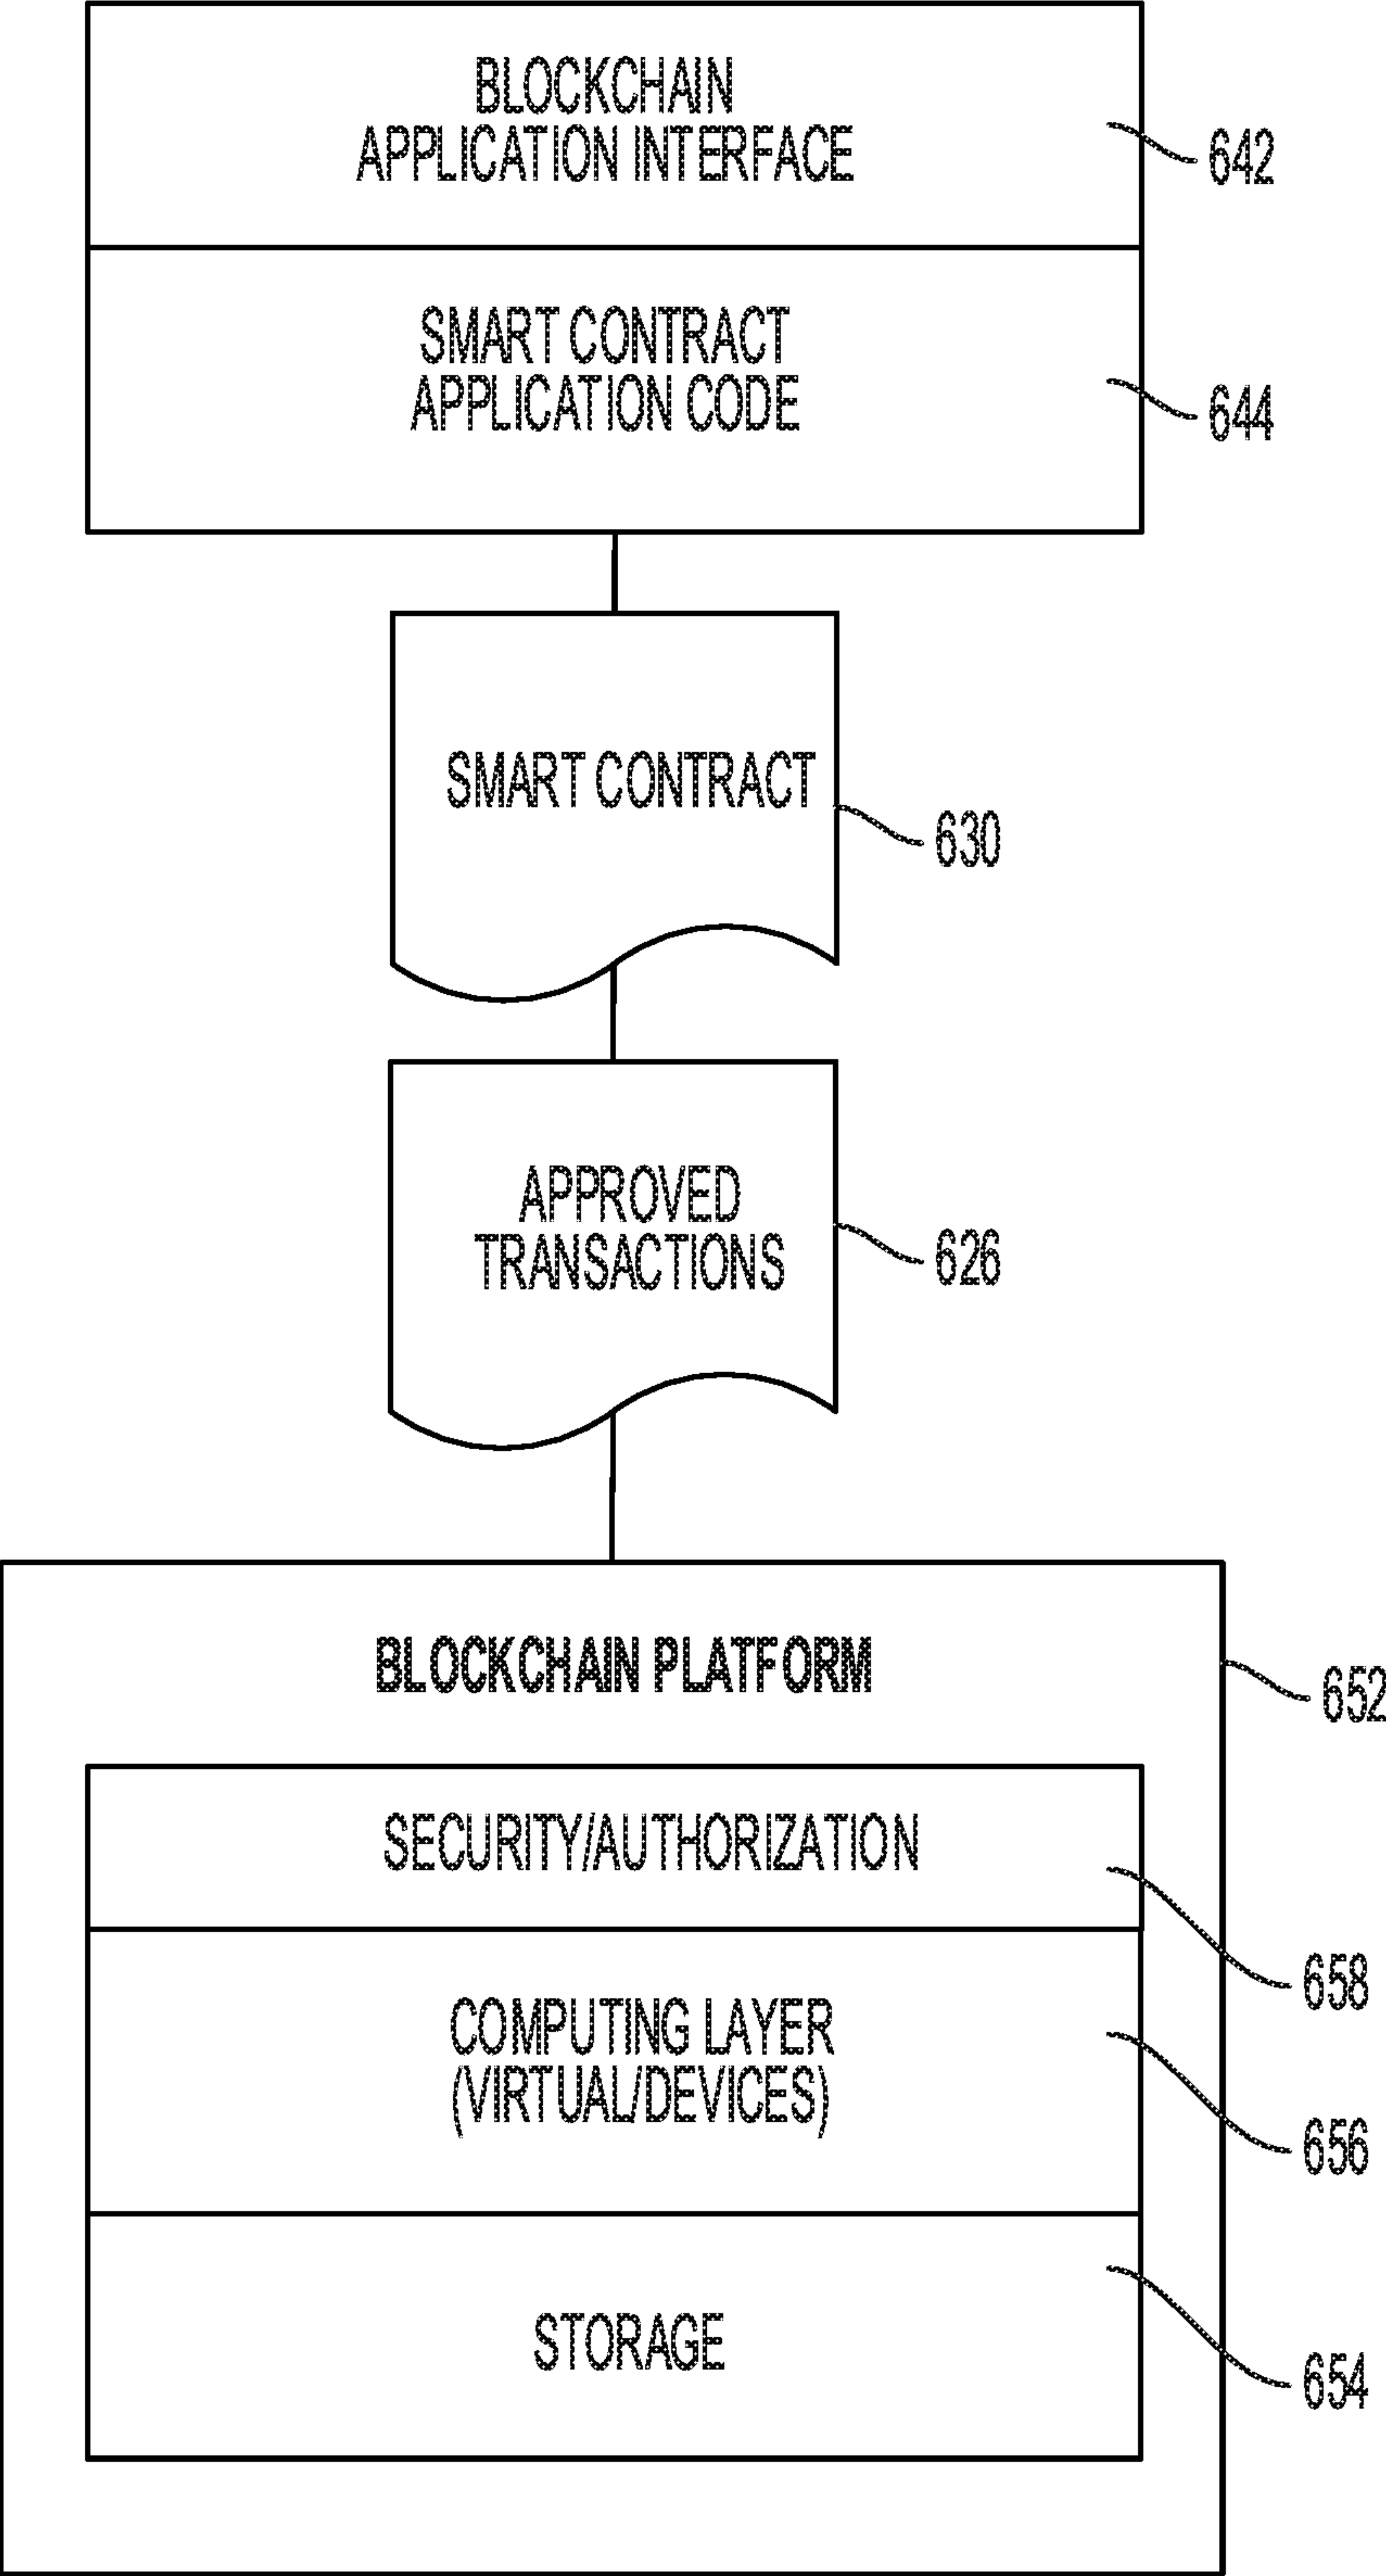 BLOCKCHAIN
APPLICATION INTERFACE
642
SMART CONTRACT
APPLICATION CODE
644
SMART CONTRACT
630
APPROVED
TRANSACTIONS
626
BLOCKCHAIN PLATFORM
652
SECURITY/AUTHORIZATION
658
COMPUTING LAYER
(VIRTUAL/DEVICES)
656
STORAGE
654